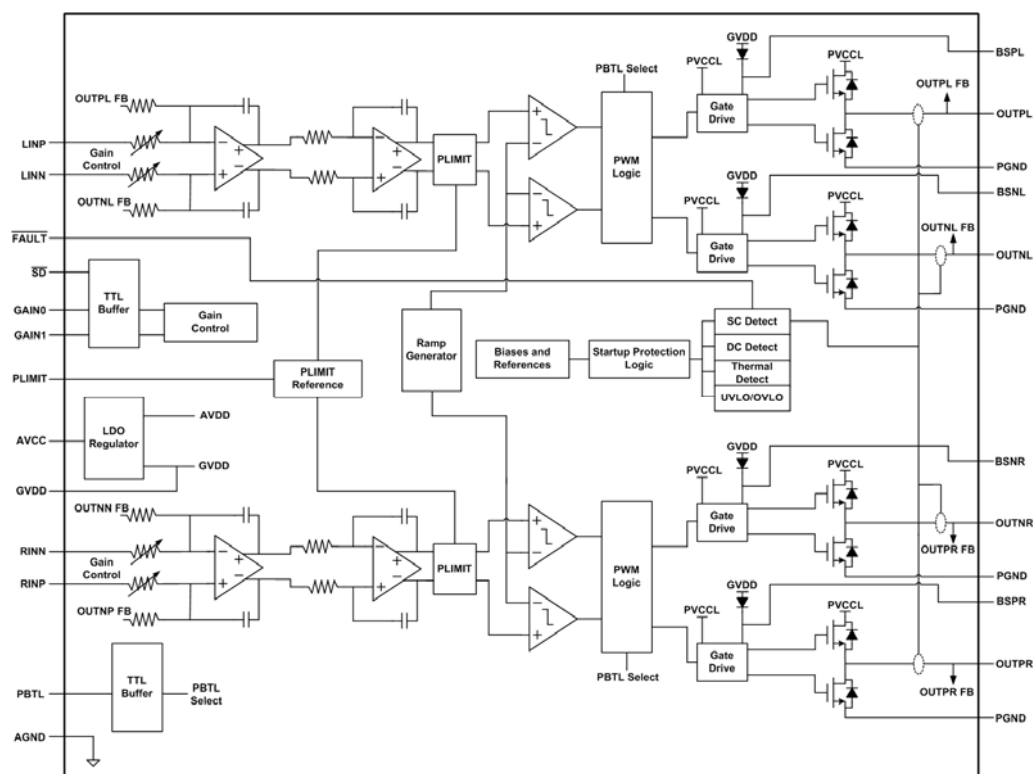 GVDD
PVCCL
PVCCL
BSPL
PBTL Select
OUTPL FB
OUTPL FB
Gate
Drive
OUTPL
LINP
Gain
Control
PLIMIT
PWM
Logic
PGND
LINN
GVDD
BSNL
PVCCL
PVCCL
OUTNL FB
OUTNL FB
FAULT
Gate
Drive
OUTNL
SD
TTL
Buffer
GAIN0
Gain
Control
GAIN1
PGND
Ramp
Generator
SC Detect
Biases and
References
Startup Protection
Logic
DC Detect
Thermal
Detect
UVLO/OVLO
PLIMIT
PLIMIT
Reference
AVDD
LDO
Regulator
AVCC
GVDD
GVDD
GVDD
BSNR
PVCCL
PVCCL
OUTNN FB
Gate
Drive
OUTNR
RINN
Gain
Control
PLIMIT
PWM
Logic
OUTPR FB
RINP
PGND
GVDD
BSPR
OUTNP FB
PVCCL
PVCCL
Gate
Drive
OUTPR
PBTL Select
OUTPR FB
PBTL
TTL
Buffer
PBTL
Select
PGND
AGND